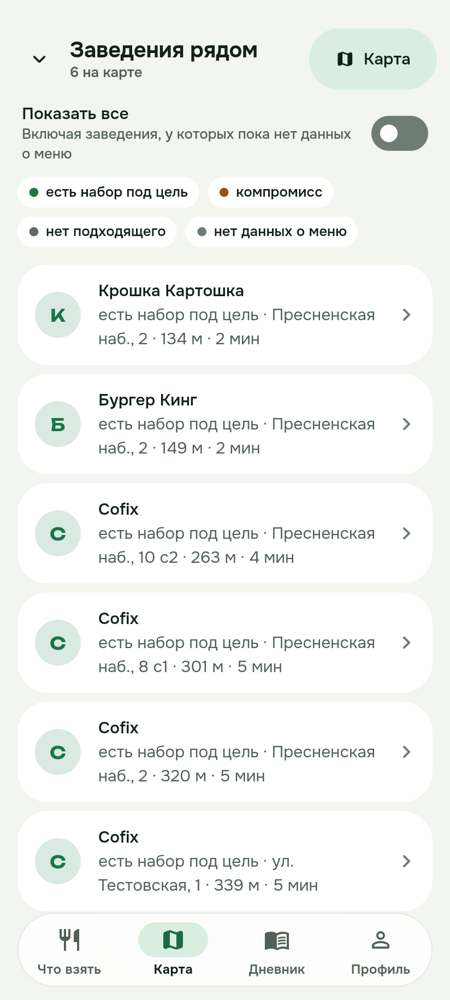 Заведения рядом
6 на карте
Карта
Показать все
Включая заведения, у которых пока нет данных
о меню
есть набор под цель
компромисс
нет подходящего
нет данных о меню
К
Крошка Картошка
есть набор под цель · Пресненская
наб., 2 · 134 м · 2 мин
Б
Бургер Кинг
есть набор под цель · Пресненская
наб., 2 · 149 м · 2 мин
C
Cofix
есть набор под цель · Пресненская
наб., 10 с2 · 263 м · 4 мин
C
Cofix
есть набор под цель · Пресненская
наб., 8 с1 · 301 м · 5 мин
C
Cofix
есть набор под цель · Пресненская
наб., 2 · 320 м · 5 мин
C
Cofix
есть набор под цель · ул.
Тестовская, 1 · 339 м · 5 мин
Что взять
Карта
Дневник
Профиль